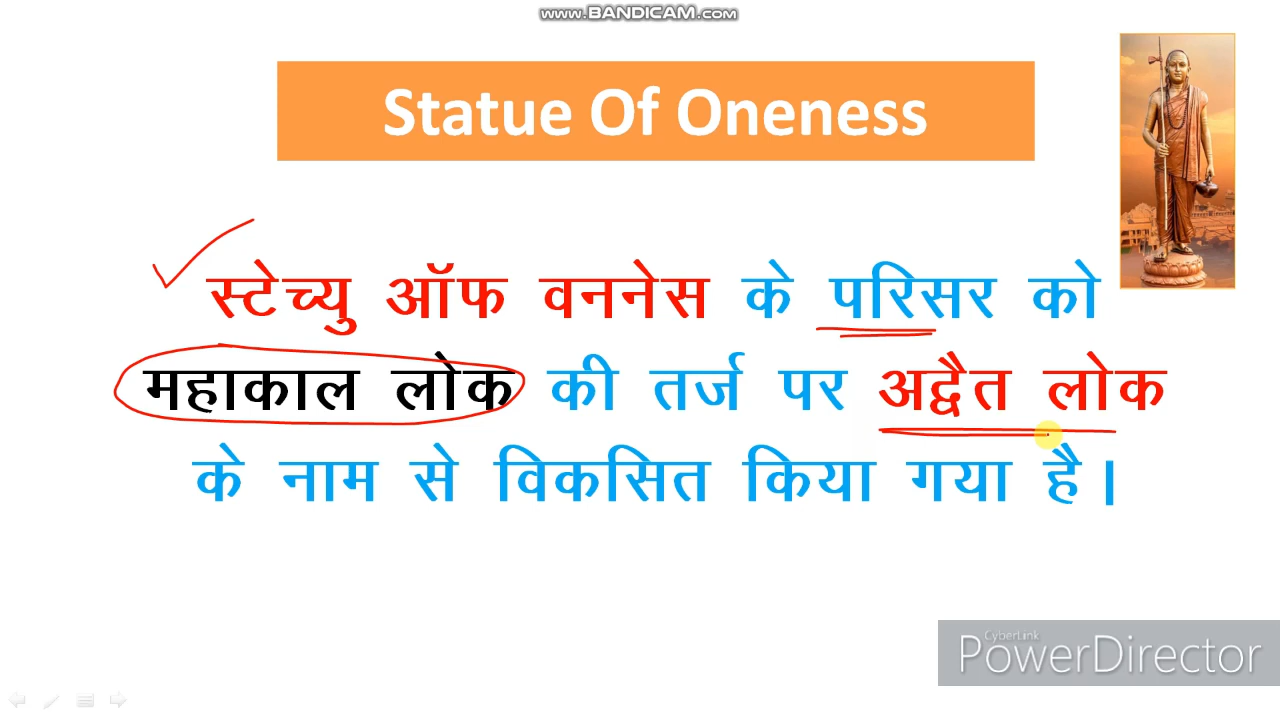 www.BANDICAM.com
Statue Of Oneness
स्टेच्यु ऑफ वननेस के परिसर को
महाकाल लोक की तर्ज पर अद्वैत लोक
के नाम से विकसित किया गया है।
CyberLink
PowerDirector